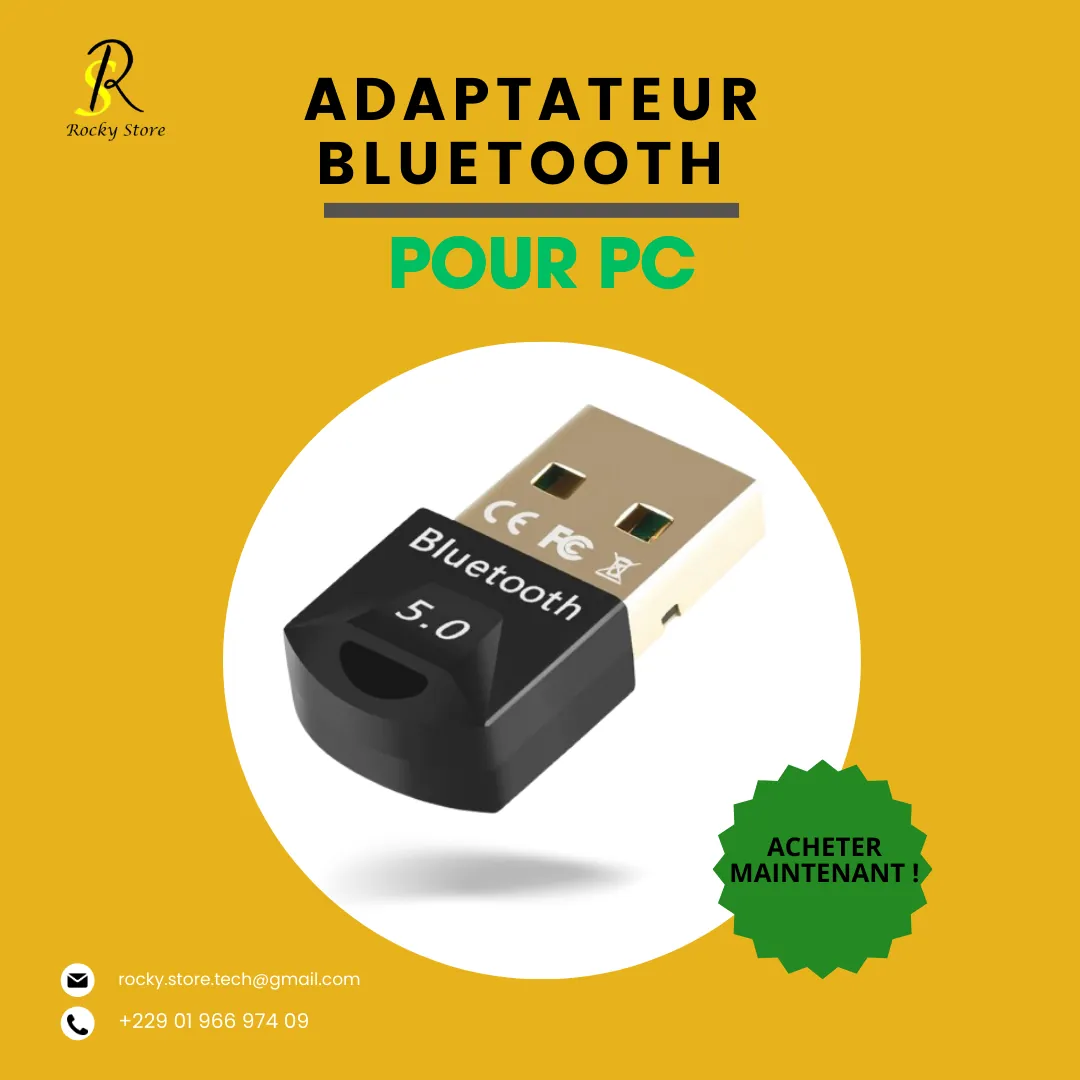 RS
Rocky Store
ADAPTATEUR
BLUETOOTH
POUR PC
CE FC
Bluetooth
5.0
ACHETER
MAINTENANT !
rocky.store.tech@gmail.com
+229 01 966 974 09